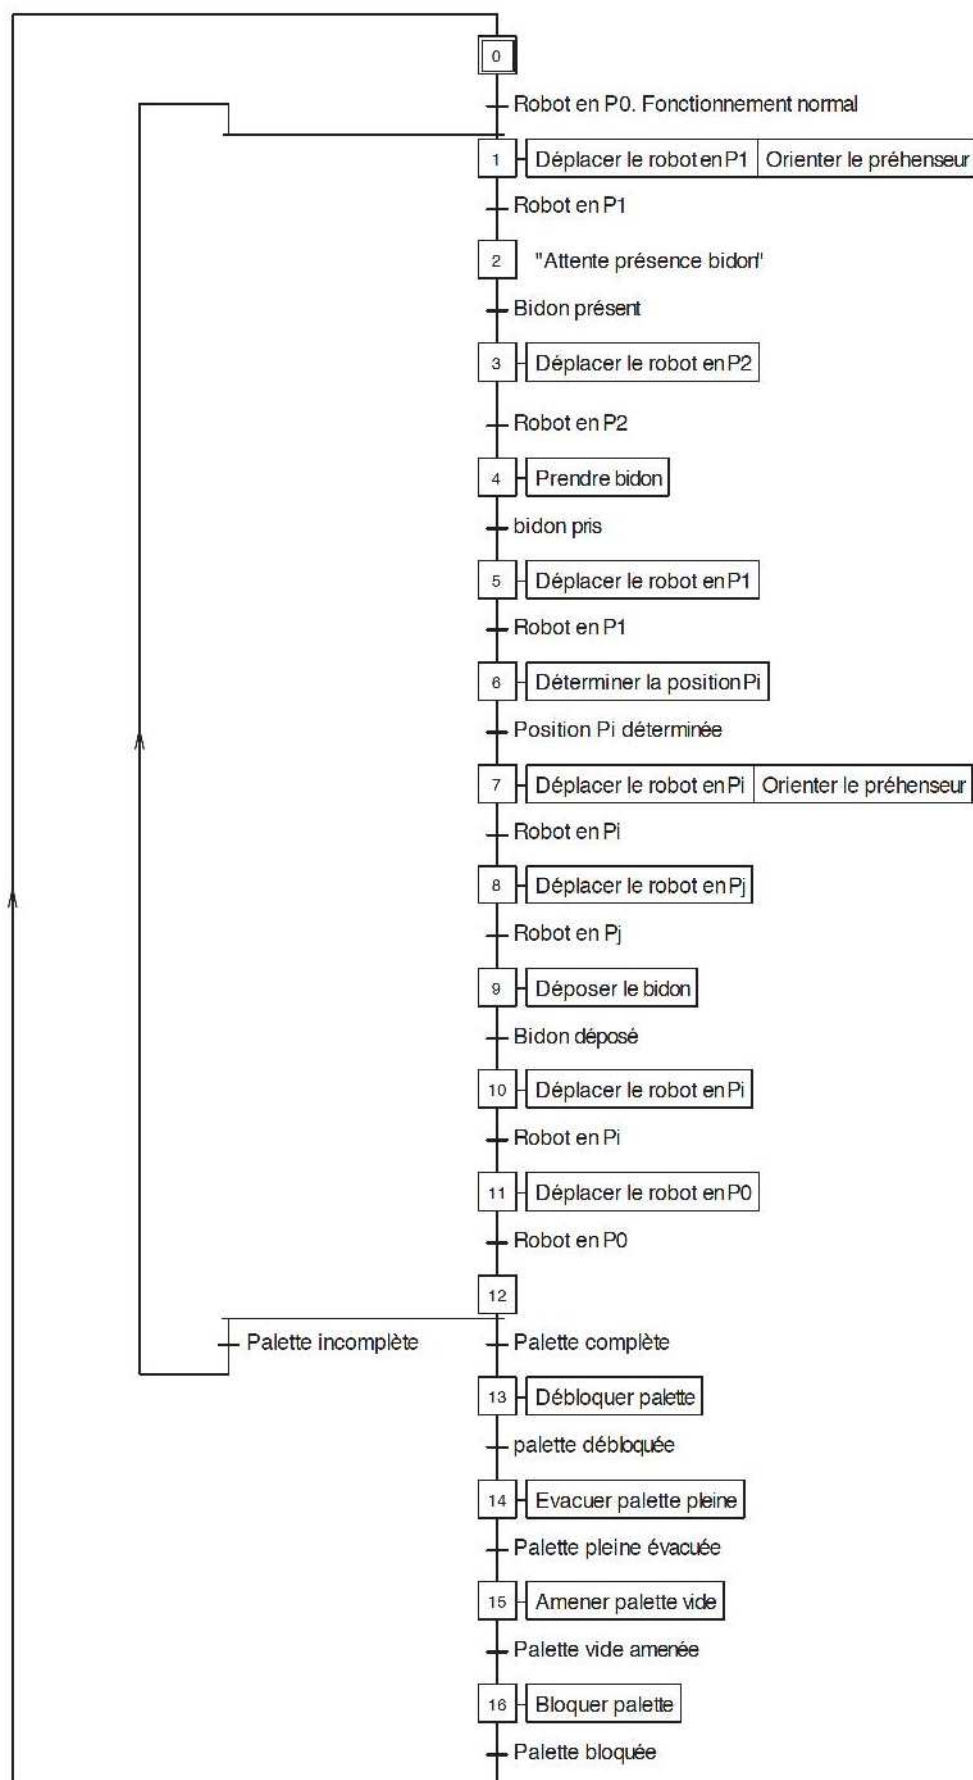 0
Robot en P0. Fonctionnement normal
1 Déplacer le robot en P1 Orienter le préhenseur
Robot en P1
2 "Attente présence bidon"
Bidon présent
3 Déplacer le robot en P2
Robot en P2
4 Prendre bidon
bidon pris
5 Déplacer le robot en P1
Robot en P1
6 Déterminer la position Pi
Position Pi déterminée
7 Déplacer le robot en Pi Orienter le préhenseur
Robot en Pi
8 Déplacer le robot en Pj
Robot en Pj
9 Déposer le bidon
Bidon déposé
10 Déplacer le robot en Pi
Robot en Pi
11 Déplacer le robot en P0
Robot en P0
12
Palette incomplète Palette complète
13 Débloquer palette
palette débloquée
14 Evacuer palette pleine
Palette pleine évacuée
15 Amener palette vide
Palette vide amenée
16 Bloquer palette
Palette bloquée